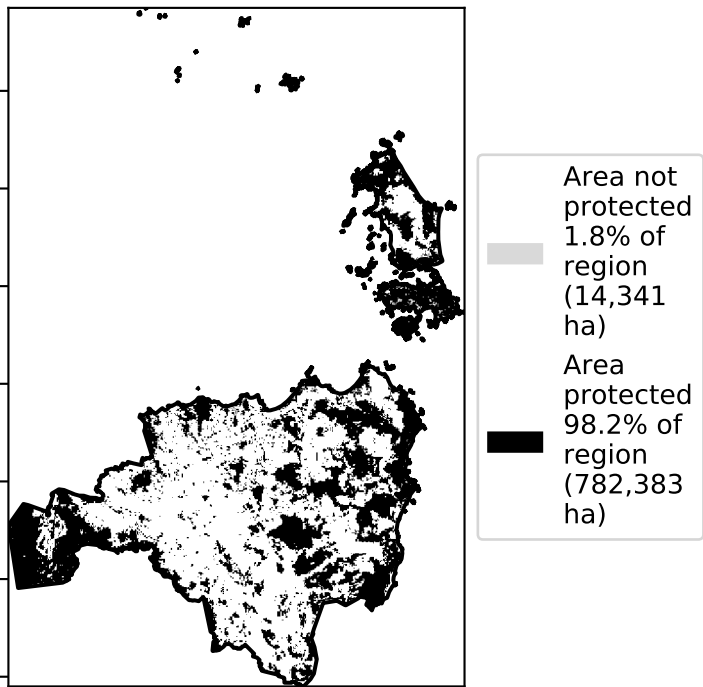 Area not
protected
1.8% of
region
(14,341
ha)
Area
protected
98.2% of
region
(782,383
ha)